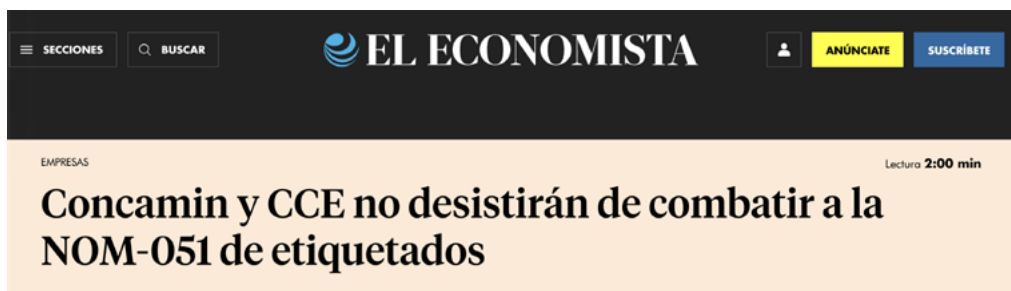 SECCIONES
BUSCAR
EL ECONOMISTA
ANÚNCIATE
SUSCRÍBETE
EMPRESAS
Lectura 2:00 min
Concamin y CCE no desistirán de combatir a la
NOM-051 de etiquetados